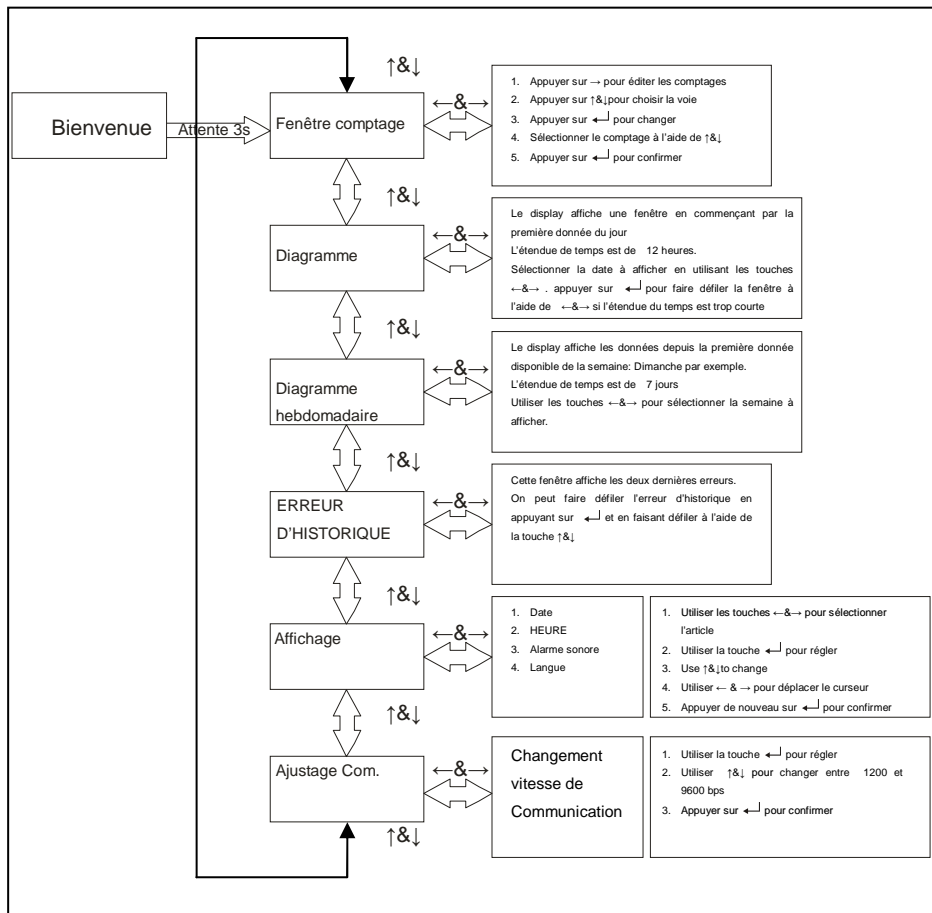 ↑&↓
Bienvenue
Attente 3s
Fenêtre comptage
←&→
1. Appuyer sur → pour éditer les comptages
2. Appuyer sur ↑&↓pour choisir la voie
3. Appuyer sur ↵ pour changer
4. Sélectionner le comptage à l'aide de ↑&↓
5. Appuyer sur ↵ pour confirmer
↑&↓
Diagramme
←&→
Le display affiche une fenêtre en commençant par la
première donnée du jour
L'étendue de temps est de 12 heures.
Sélectionner la date à afficher en utilisant les touches
←&→ . appuyer sur ↵ pour faire défiler la fenêtre à
l'aide de ←&→ si l'étendue du temps est trop courte
↑&↓
Diagramme
hebdomadaire
←&→
Le display affiche les données depuis la première donnée
disponible de la semaine: Dimanche par exemple.
L'étendue de temps est de 7 jours
Utiliser les touches ←&→ pour sélectionner la semaine à
afficher.
↑&↓
ERREUR
D'HISTORIQUE
←&→
Cette fenêtre affiche les deux dernières erreurs.
On peut faire défiler l'erreur d'historique en
appuyant sur ↵ et en faisant défiler à l'aide de
la touche ↑&↓
↑&↓
Affichage
←&→
1. Date
2. HEURE
3. Alarme sonore
4. Langue
1. Utiliser les touches ←&→ pour sélectionner
l'article
2. Utiliser la touche ↵ pour régler
3. Use ↑&↓to change
4. Utiliser ← & → pour déplacer le curseur
5. Appuyer de nouveau sur ↵ pour confirmer
↑&↓
Ajustage Com.
←&→
Changement
vitesse de
Communication
1. Utiliser la touche ↵ pour régler
2. Utiliser ↑&↓ pour changer entre 1200 et
9600 bps
3. Appuyer sur ↵ pour confirmer
↑&↓